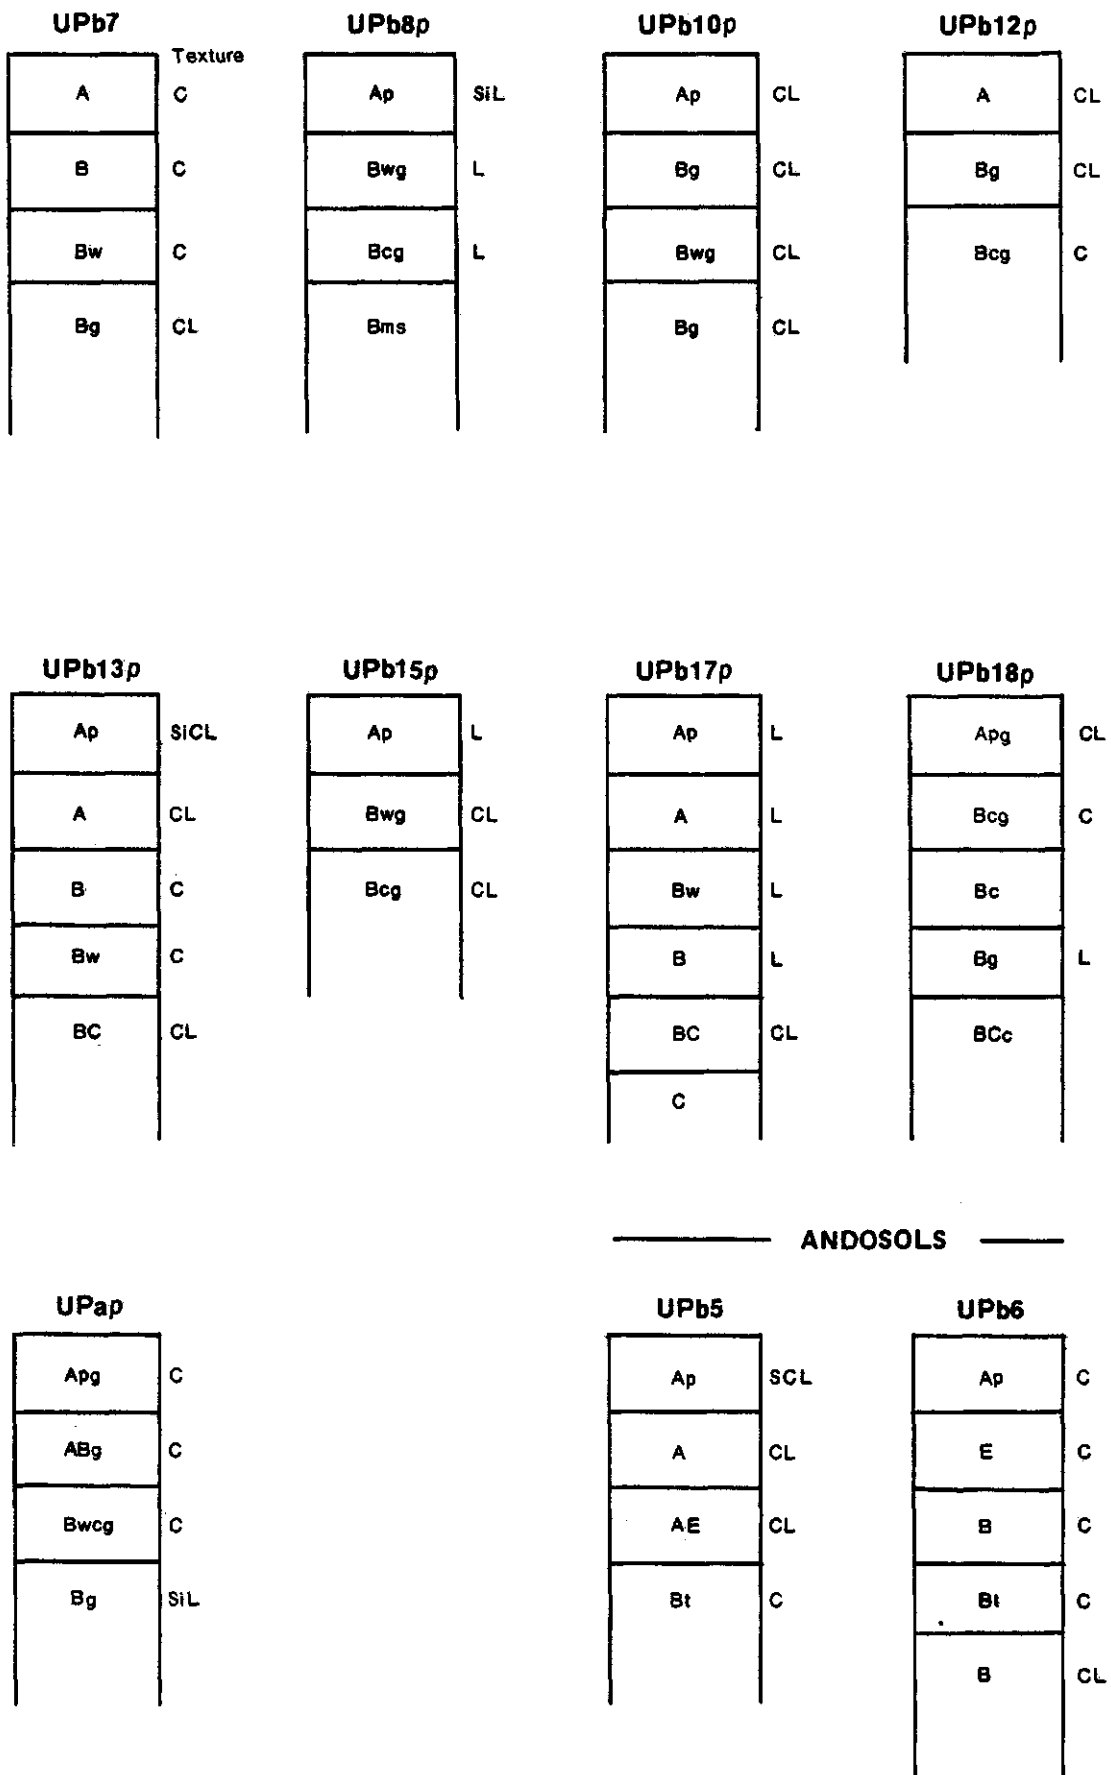 UPb7 UPb8p UPb10p UPb12p
Texture
A C Ap SiL Ap CL A CL
B C Bwg L Bg CL Bg CL
Bw C Bcg L Bwg CL Bcg C
Bg CL Bms Bg CL
UPb13p UPb15p UPb17p UPb18p
Ap SiCL Ap L Ap L Apg CL
A CL Bwg CL A L Bcg C
B C Bcg CL Bw L Bc
Bw C B L Bg L
BC CL BC CL BCc
C
ANDOSOLS
UPap UPb5 UPb6
Apg C Ap SCL Ap C
ABg C A CL E C
Bwcg C AE CL B C
Bg SiL Bt C Bt C
B CL